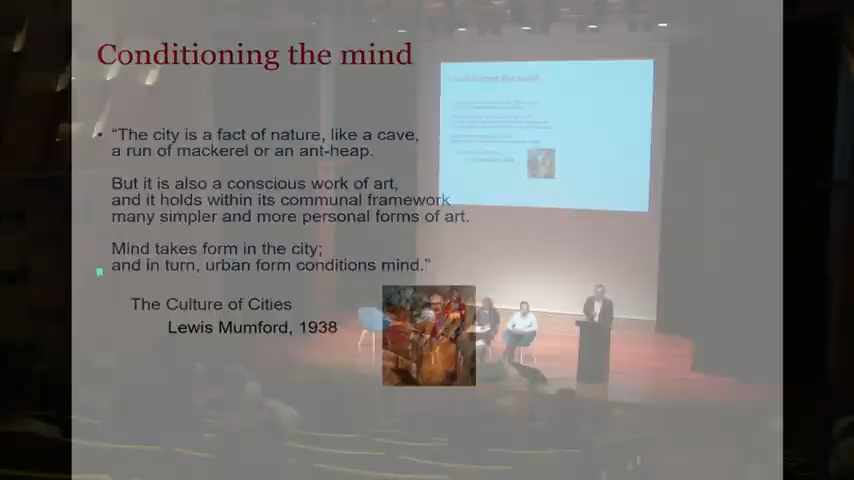 Conditioning the mind
• “The city is a fact of nature, like a cave,
a run of mackerel or an ant-heap.
But it is also a conscious work of art,
and it holds within its communal framework
many simpler and more personal forms of art.
Mind takes form in the city;
and in turn, urban form conditions mind.”
The Culture of Cities
Lewis Mumford, 1938
Conditioning the mind